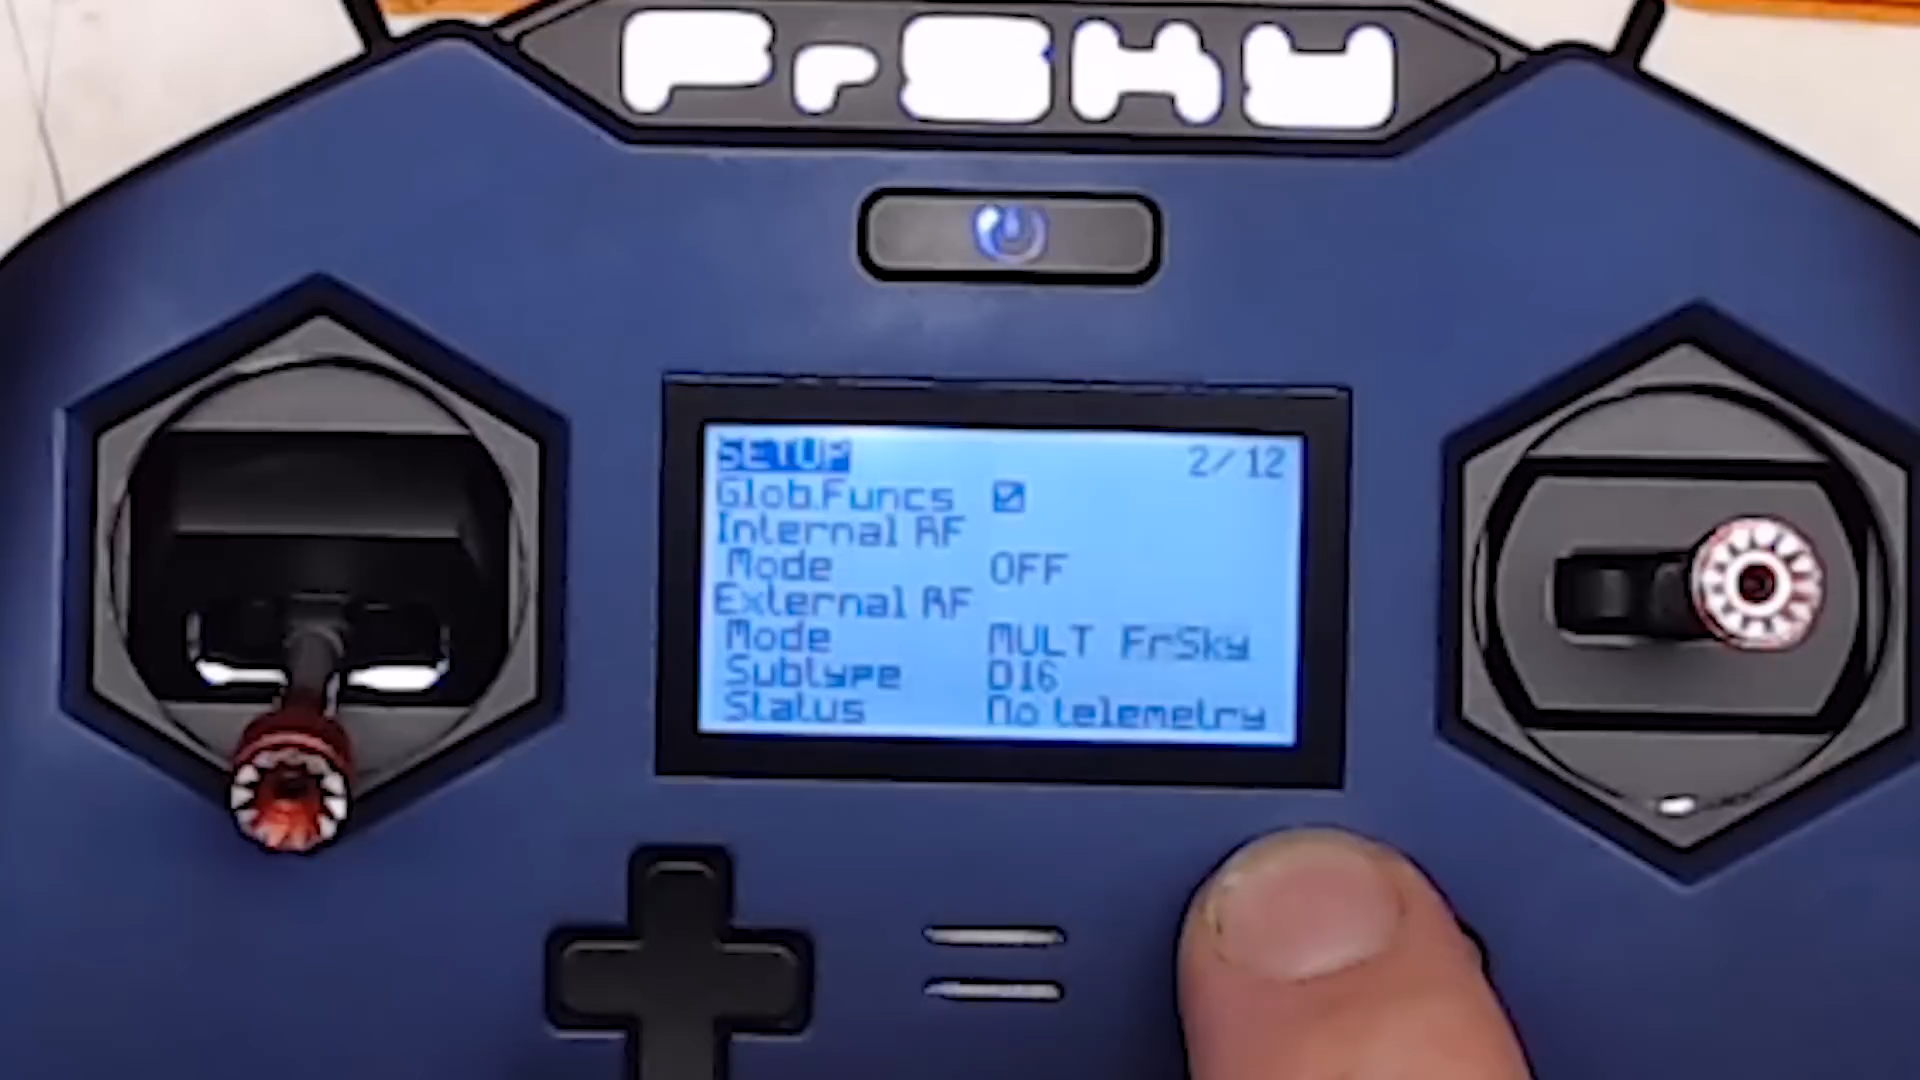 FrSKY
SETUP 2/12
Glob.Funcs
Internal RF
Mode OFF
External RF
Mode MULT FrSky
Subtype D16
Status No telemetry